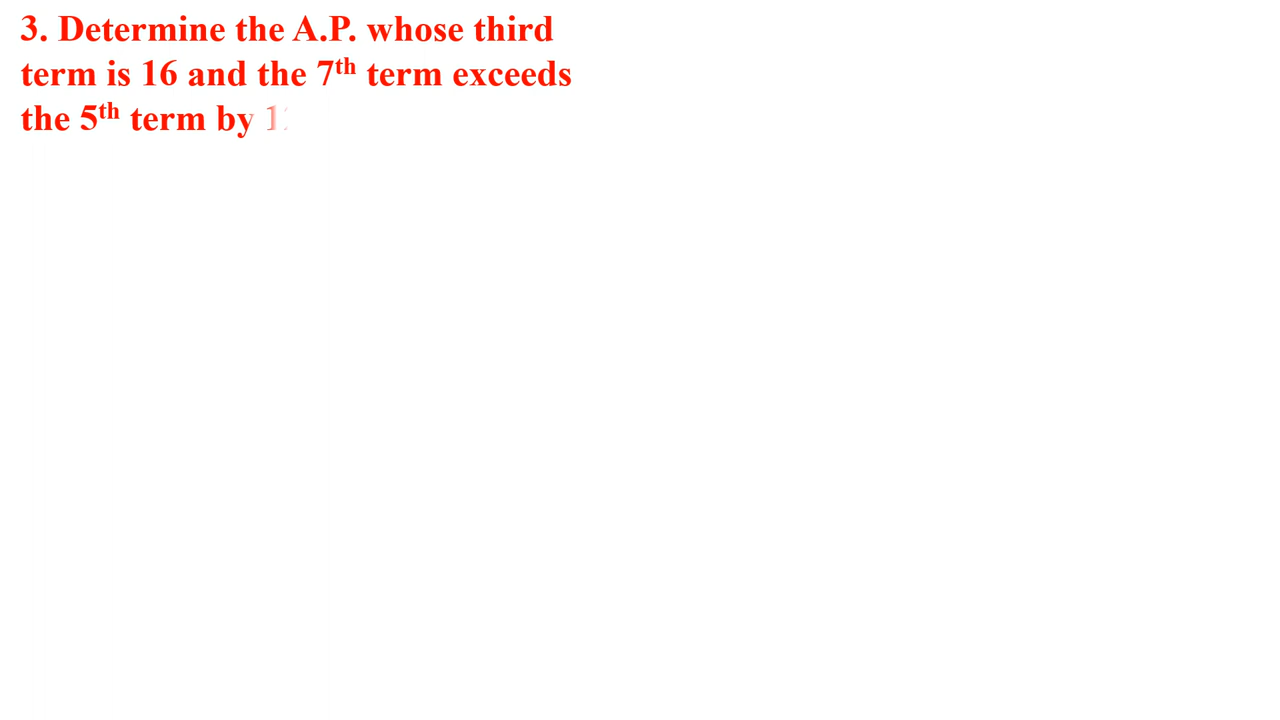 3. Determine the A.P. whose third
term is 16 and the 7th term exceeds
the 5th term by